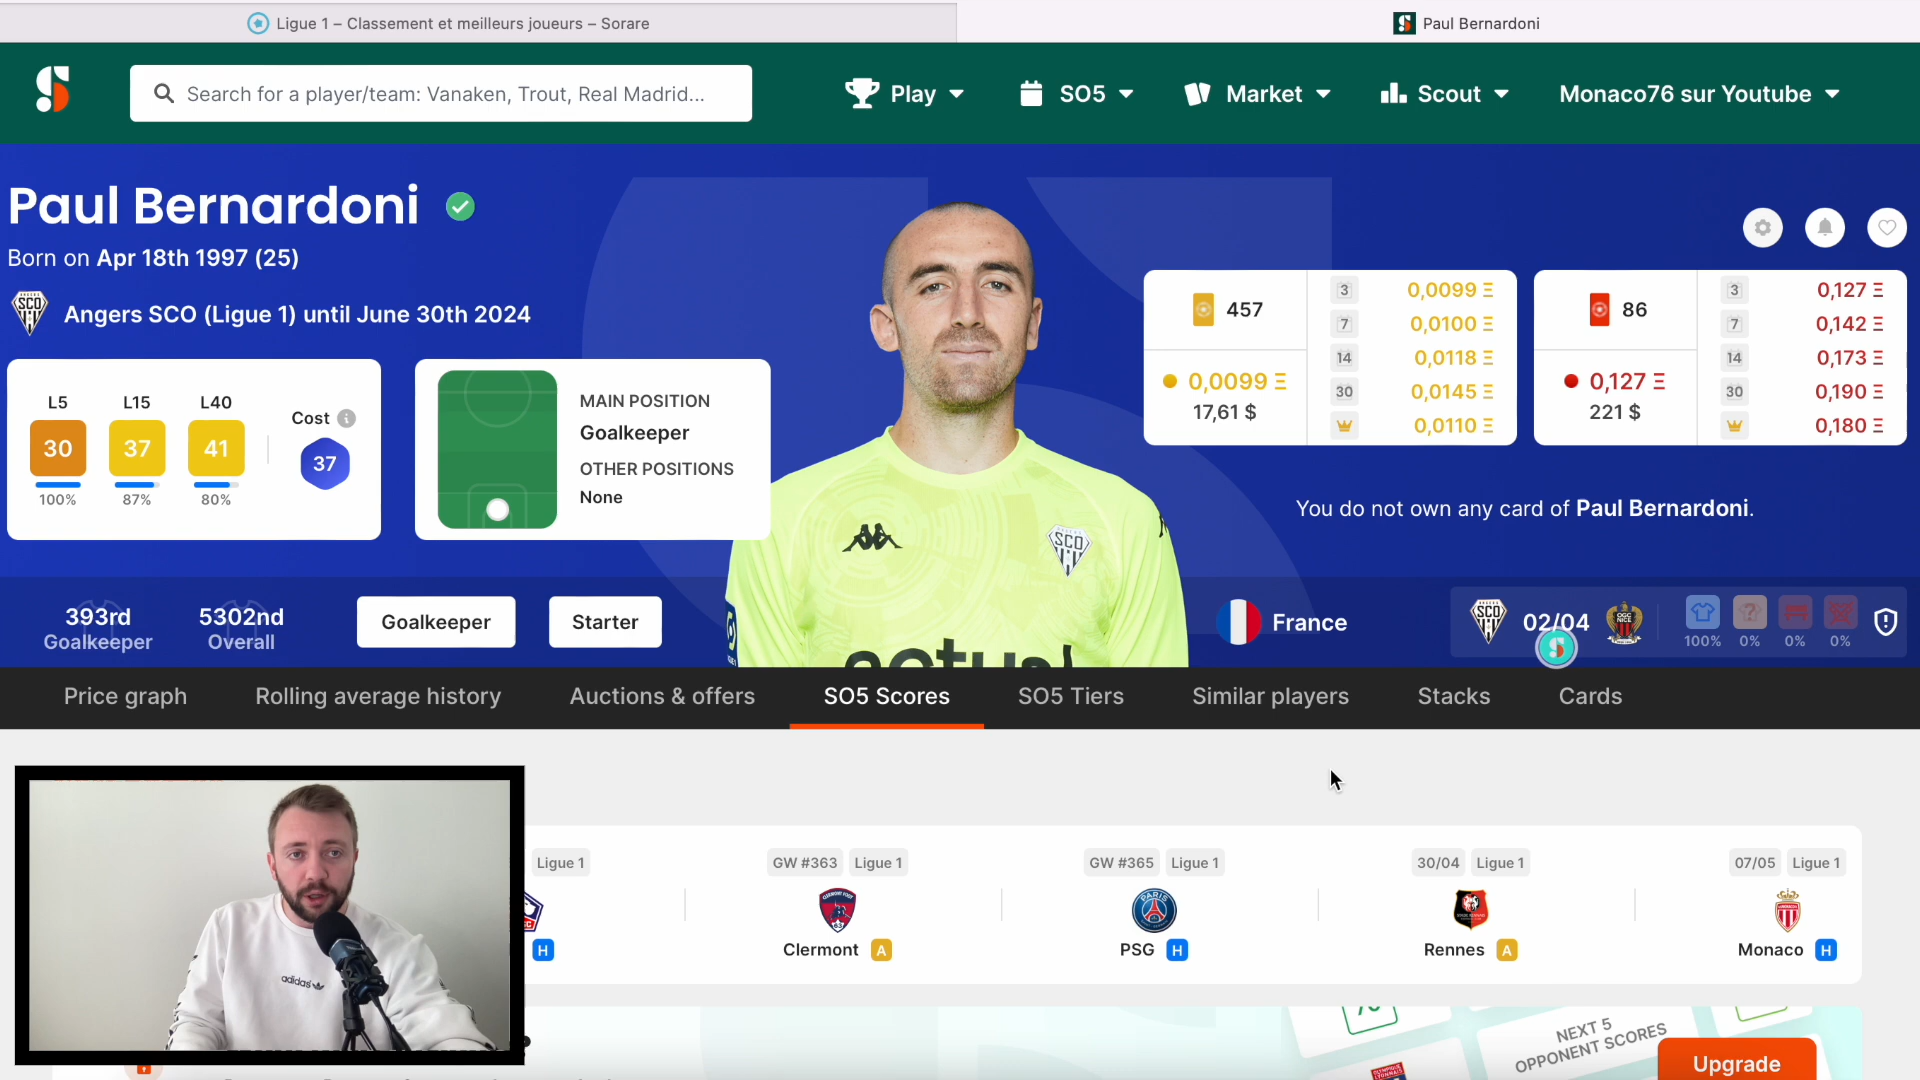 Ligue 1 – Classement et meilleurs joueurs – Sorare
Paul Bernardoni
Search for a player/team: Vanaken, Trout, Real Madrid...
Play
SO5
Market
Scout
Monaco76 sur Youtube
Paul Bernardoni
Born on Apr 18th 1997 (25)
SCO
Angers SCO (Ligue 1) until June 30th 2024
L5
L15
L40
Cost
30
37
41
37
100%
87%
80%
MAIN POSITION
Goalkeeper
OTHER POSITIONS
None
457
0,0099 Ξ
17,61 $
3
0,0099 Ξ
7
0,0100 Ξ
14
0,0118 Ξ
30
0,0145 Ξ
0,0110 Ξ
86
0,127 Ξ
221 $
3
0,127 Ξ
7
0,142 Ξ
14
0,173 Ξ
30
0,190 Ξ
0,180 Ξ
You do not own any card of Paul Bernardoni.
SCO
393rd
Goalkeeper
5302nd
Overall
Goalkeeper
Starter
France
SCO
02/04
100%
0%
0%
0%
Price graph
Rolling average history
Auctions & offers
SO5 Scores
SO5 Tiers
Similar players
Stacks
Cards
Ligue 1
H
GW #363
Ligue 1
Clermont
A
GW #365
Ligue 1
PARIS
PSG
H
30/04
Ligue 1
Rennes
A
07/05
Ligue 1
Monaco
H
adidas
NEXT 5
OPPONENT SCORES
Upgrade